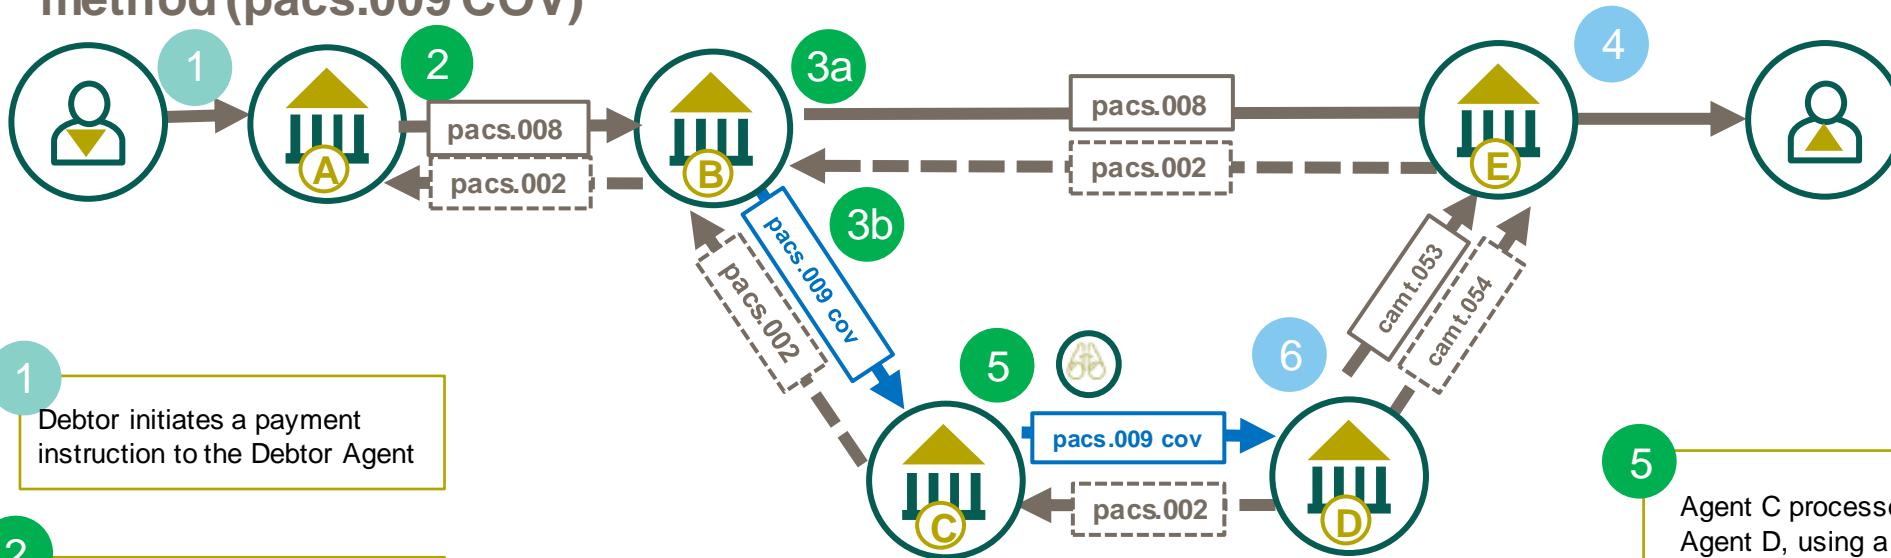 method (pacs.009 COV)
1
2
3a
4
pacs.008
pacs.008
pacs.002
pacs.002
A
B
E
3b
pacs.009 cov
pacs.002
camt.053
camt.054
5
6
pacs.009 cov
pacs.002
C
D
1
Debtor initiates a payment
instruction to the Debtor Agent
2
5
Agent C processe
Agent D, using a